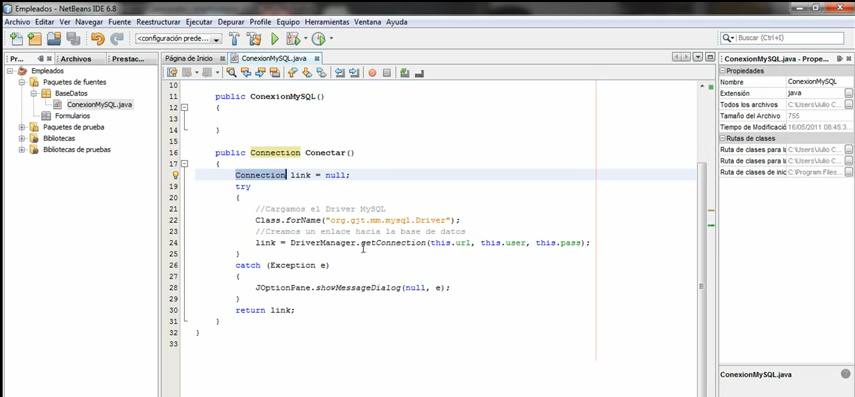 Empleados - NetBeans IDE 6.8
Archivo Editar Ver Navegar Fuente Reestructurar Ejecutar Depurar Profile Equipo Herramientas Ventana Ayuda
<configuración prede...
Buscar (Ctrl+I)
Pr...
Archivos
Prestac...
Empleados
Paquetes de fuentes
BaseDatos
ConexionMySQL.java
Formularios
Paquetes de prueba
Bibliotecas
Bibliotecas de pruebas
Página de Inicio
ConexionMySQL.java
10
11 public ConexionMySQL()
12 {
13
14 }
15
16 public Connection Conectar()
17 {
Connection link = null;
19 try
20 {
21 //Cargamos el Driver MySQL
22 Class.forName("org.gjt.mm.mysql.Driver");
23 //Creamos un enlace hacia la base de datos
24 link = DriverManager.getConnection(this.url, this.user, this.pass);
25 }
26 catch (Exception e)
27 {
28 JOptionPane.showMessageDialog(null, e);
29 }
30 return link;
31 }
32 }
33
ConexionMySQL.java - Prope...
Propiedades
Nombre ConexionMySQL
Extensión java
Todos los archivos C:\Users\Julio C
Tamaño del Archivo 755
Tiempo de Modificació 16/05/2011 08:45:3
Rutas de clases
Ruta de clases para l C:\Users\Julio C
Ruta de clases para l C:\Users\Julio C
Ruta de clases de inic C:\Program Files
ConexionMySQL.java